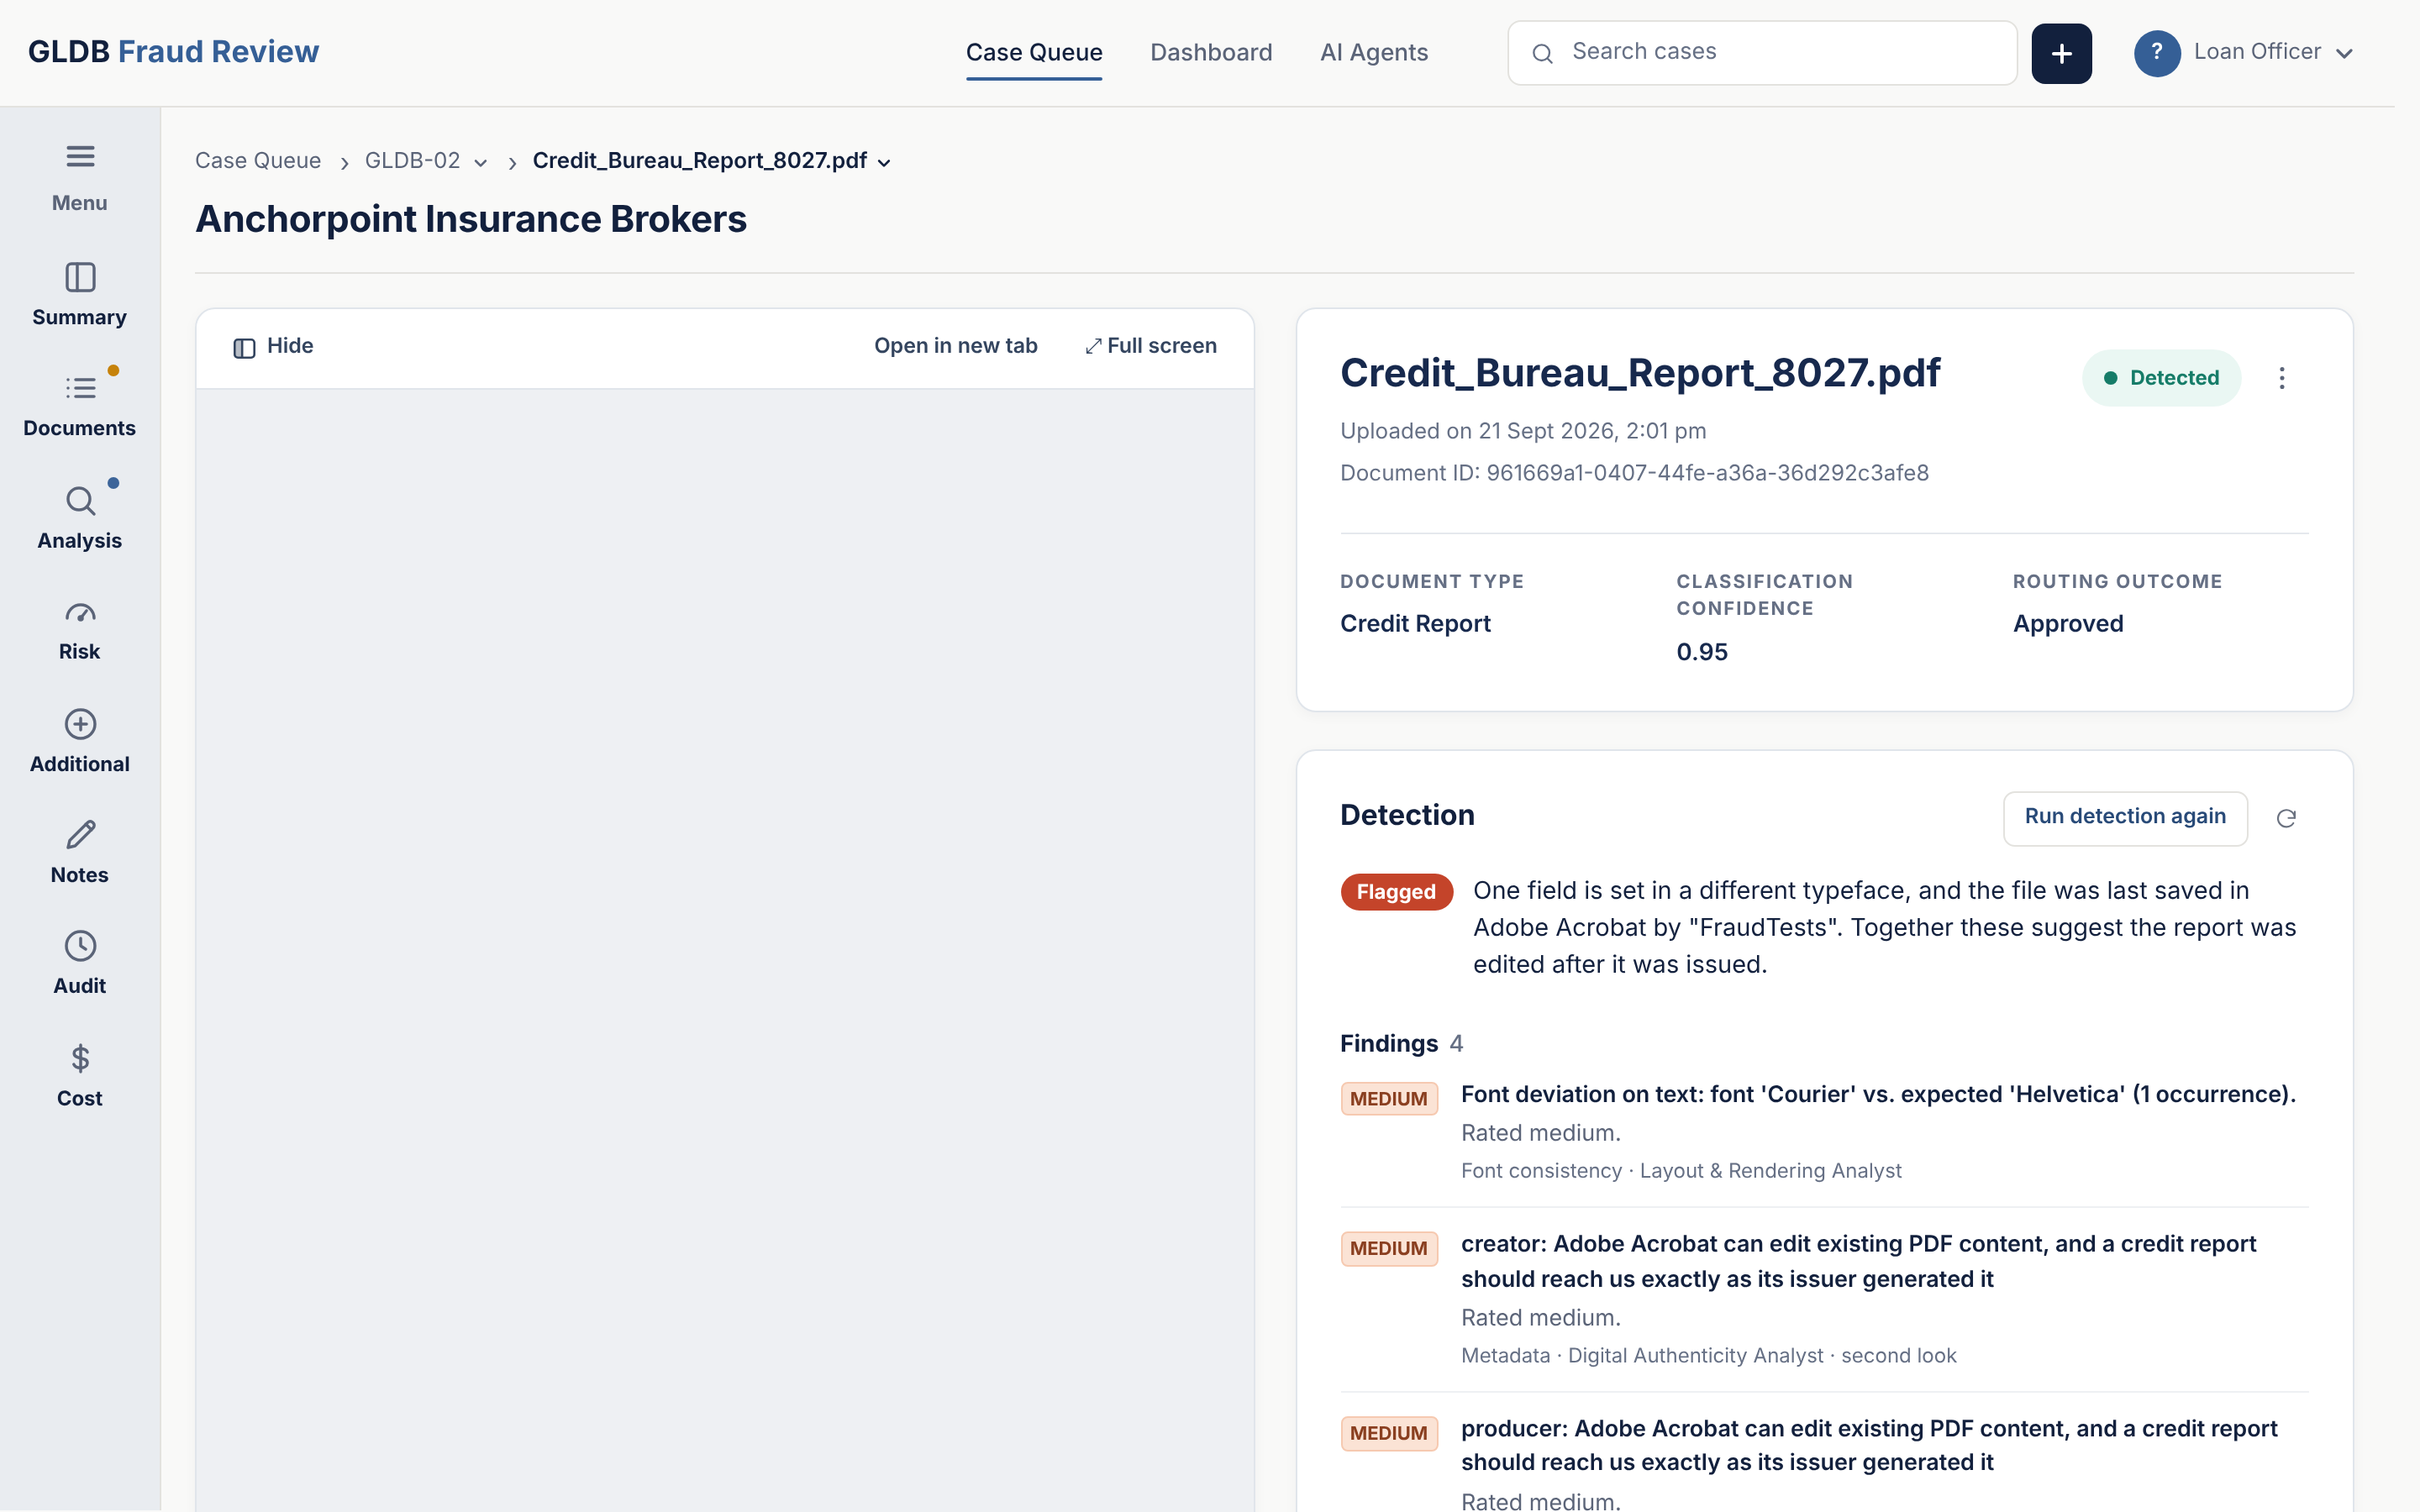 GLDB Fraud Review
Case Queue
Dashboard
AI Agents
Search cases
+
?
Loan Officer
Menu
Summary
Documents
Analysis
Risk
Additional
Notes
Audit
$
Cost
Case Queue › GLDB-02 › Credit_Bureau_Report_8027.pdf
Anchorpoint Insurance Brokers
Hide
Open in new tab
Full screen
Credit_Bureau_Report_8027.pdf
Detected
Uploaded on 21 Sept 2026, 2:01 pm
Document ID: 961669a1-0407-44fe-a36a-36d292c3afe8
DOCUMENT TYPE
Credit Report
CLASSIFICATION
CONFIDENCE
0.95
ROUTING OUTCOME
Approved
Detection
Run detection again
Flagged
One field is set in a different typeface, and the file was last saved in
Adobe Acrobat by "FraudTests". Together these suggest the report was
edited after it was issued.
Findings 4
MEDIUM
Font deviation on text: font 'Courier' vs. expected 'Helvetica' (1 occurrence).
Rated medium.
Font consistency · Layout & Rendering Analyst
MEDIUM
creator: Adobe Acrobat can edit existing PDF content, and a credit report
should reach us exactly as its issuer generated it
Rated medium.
Metadata · Digital Authenticity Analyst · second look
MEDIUM
producer: Adobe Acrobat can edit existing PDF content, and a credit report
should reach us exactly as its issuer generated it
Rated medium.